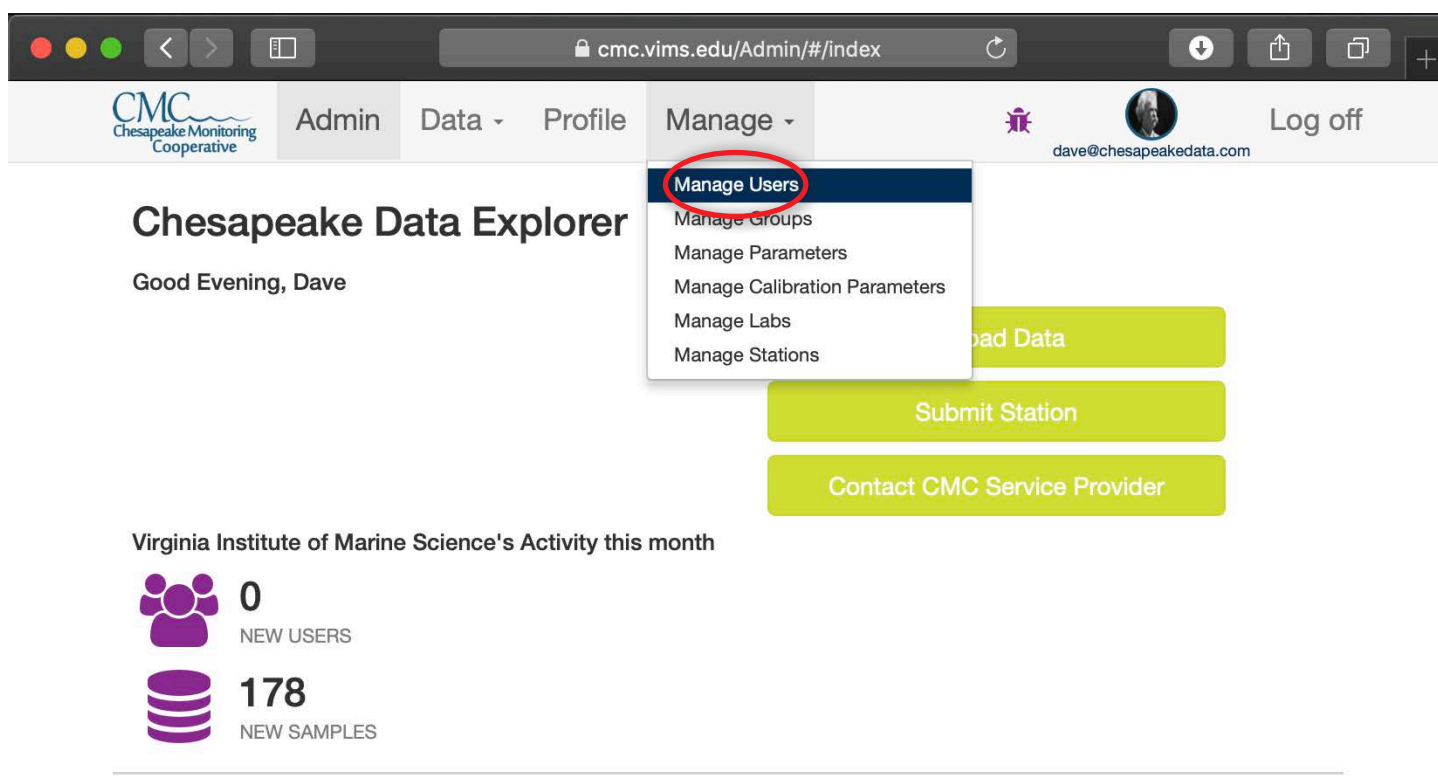 cmc.vims.edu/Admin/#/index
CMC
Chesapeake Monitoring
Cooperative
Admin
Data
Profile
Manage
dave@chesapeakedata.com
Log off
Manage Users
Manage Groups
Manage Parameters
Manage Calibration Parameters
Manage Labs
Manage Stations
Chesapeake Data Explorer
Good Evening, Dave
Data
Submit Station
Contact CMC Service Provider
Virginia Institute of Marine Science's Activity this month
0
NEW USERS
178
NEW SAMPLES